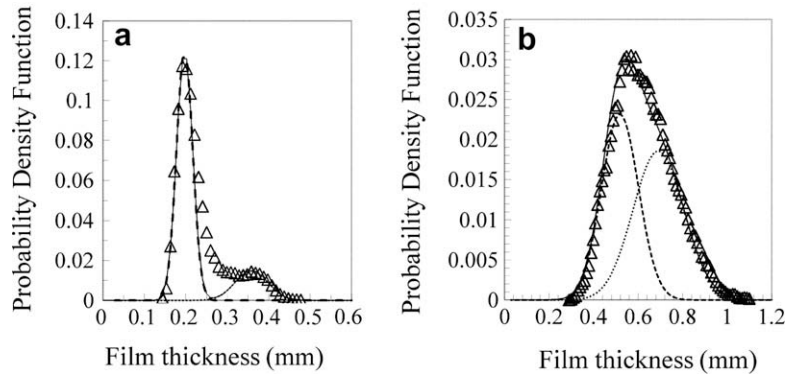 a
Probability Density Function
0.14
0.12
0.1
0.08
0.06
0.04
0.02
0
0 0.1 0.2 0.3 0.4 0.5 0.6
Film thickness (mm)
b
Probability Density Function
0.035
0.03
0.025
0.02
0.015
0.01
0.005
0
0 0.2 0.4 0.6 0.8 1 1.2
Film thickness (mm)